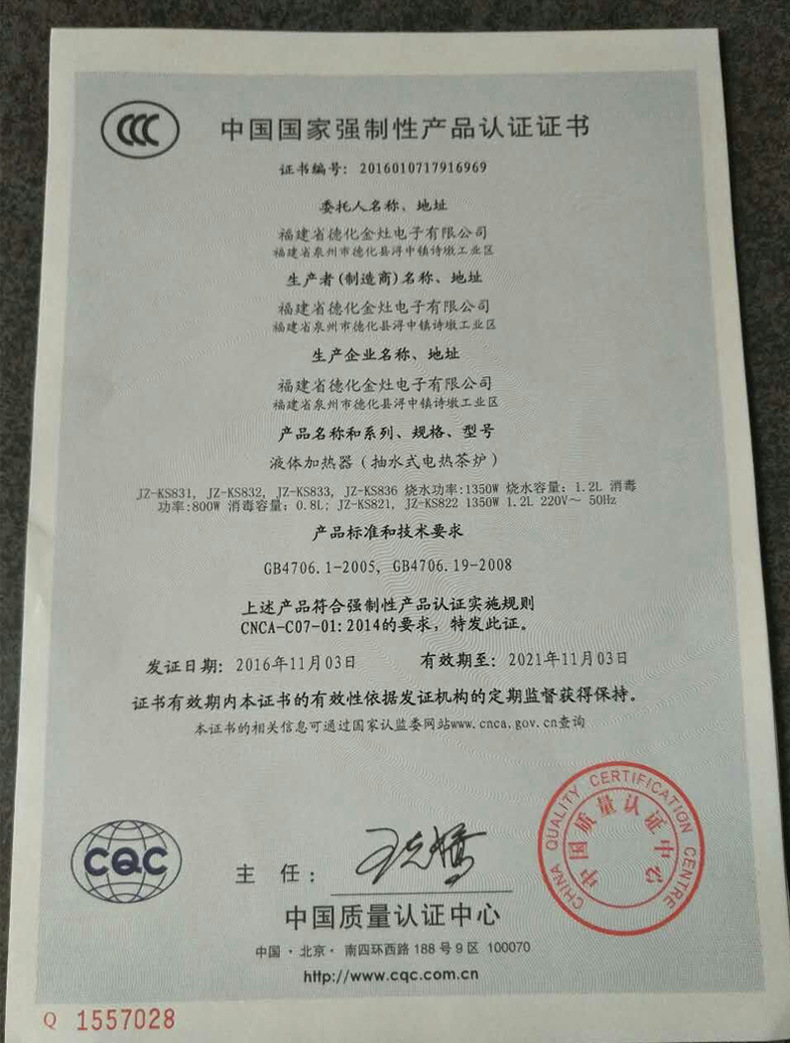 CCC
中国国家强制性产品认证证书
证书编号：2016010717916969
委托人名称、地址
福建省德化金灶电子有限公司
福建省泉州市德化县浔中镇诗墩工业区
生产者(制造商)名称、地址
福建省德化金灶电子有限公司
福建省泉州市德化县浔中镇诗墩工业区
生产企业名称、地址
福建省德化金灶电子有限公司
福建省泉州市德化县浔中镇诗墩工业区
产品名称和系列、规格、型号
液体加热器（抽水式电热茶炉）
JZ-KS831, JZ-KS832, JZ-KS833, JZ-KS836 烧水功率:1350W 烧水容量：1.2L 消毒
功率:800W 消毒容量：0.8L; JZ-KS821, JZ-KS822 1350W 1.2L 220V～ 50Hz
产品标准和技术要求
GB4706.1-2005, GB4706.19-2008
上述产品符合强制性产品认证实施规则
CNCA-C07-01:2014的要求，特发此证。
发证日期：2016年11月03日 有效期至：2021年11月03日
证书有效期内本证书的有效性依据发证机构的定期监督获得保持。
本证书的相关信息可通过国家认监委网站www.cnca.gov.cn查询
CQC
主 任：
CHINA QUALITY CERTIFICATION CENTRE
中国质量认证中心
中国质量认证中心
中国·北京·南四环西路188号9区 100070
http://www.cqc.com.cn
Q 1557028